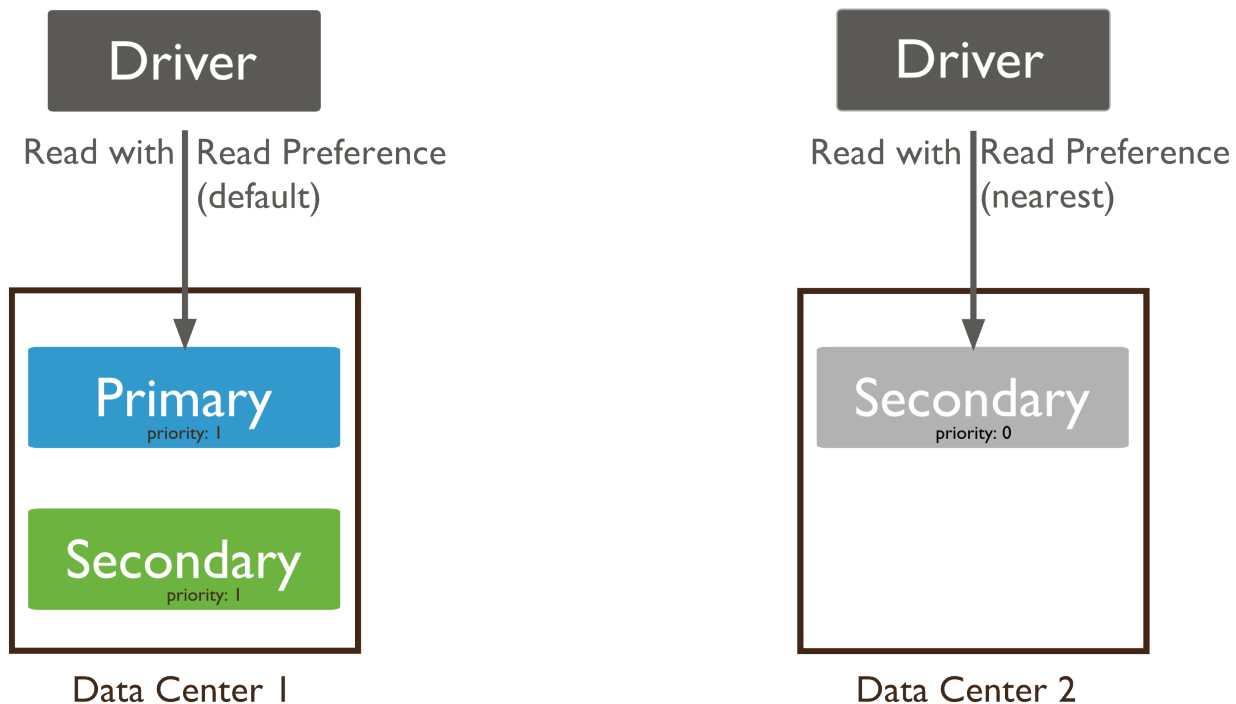 Driver
Read with Read Preference
(default)
Primary
priority: 1
Secondary
priority: 1
Data Center 1
Driver
Read with Read Preference
(nearest)
Secondary
priority: 0
Data Center 2